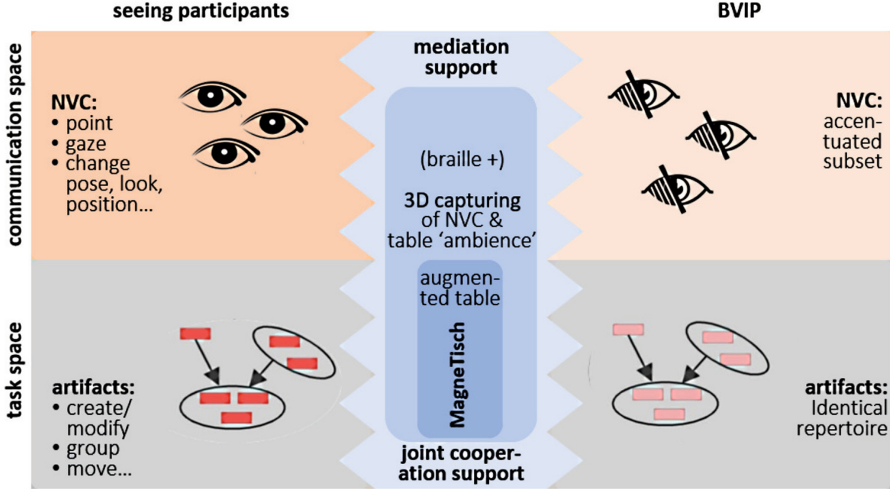 seeing participants
BVIP
communication space
NVC:
• point
• gaze
• change
pose, look,
position...
mediation
support
(braille +)
3D capturing
of NVC &
table ‘ambience’
NVC:
accen-
tuated
subset
task space
artifacts:
• create/
modify
• group
• move...
augmen-
ted table
MagneTisch
joint cooper-
ation support
artifacts:
Identical
repertoire